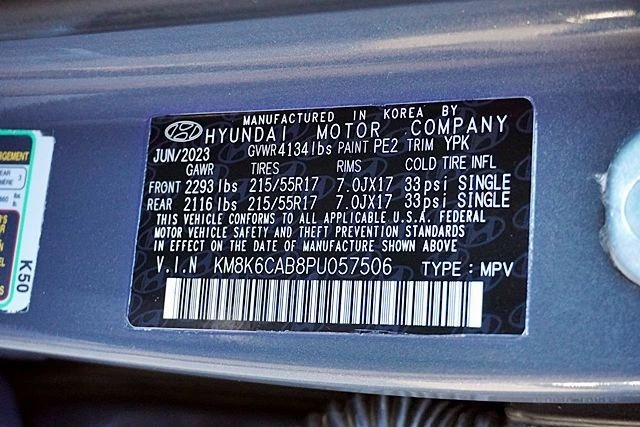 MANUFACTURED IN KOREA BY
HYUNDAI MOTOR COMPANY
JUN/2023 GVWR4134lbs PAINT PE2 TRIM YPK
GAWR TIRES RIMS COLD TIRE INFL
FRONT 2293lbs 215/55R17 7.0JX17 33psi SINGLE
REAR 2116lbs 215/55R17 7.0JX17 33psi SINGLE
THIS VEHICLE CONFORMS TO ALL APPLICABLE U.S.A. FEDERAL
MOTOR VEHICLE SAFETY AND THEFT PREVENTION STANDARDS
IN EFFECT ON THE DATE OF MANUFACTURE SHOWN ABOVE
V.I.N KM8K6CAB8PU057506 TYPE: MPV
K50